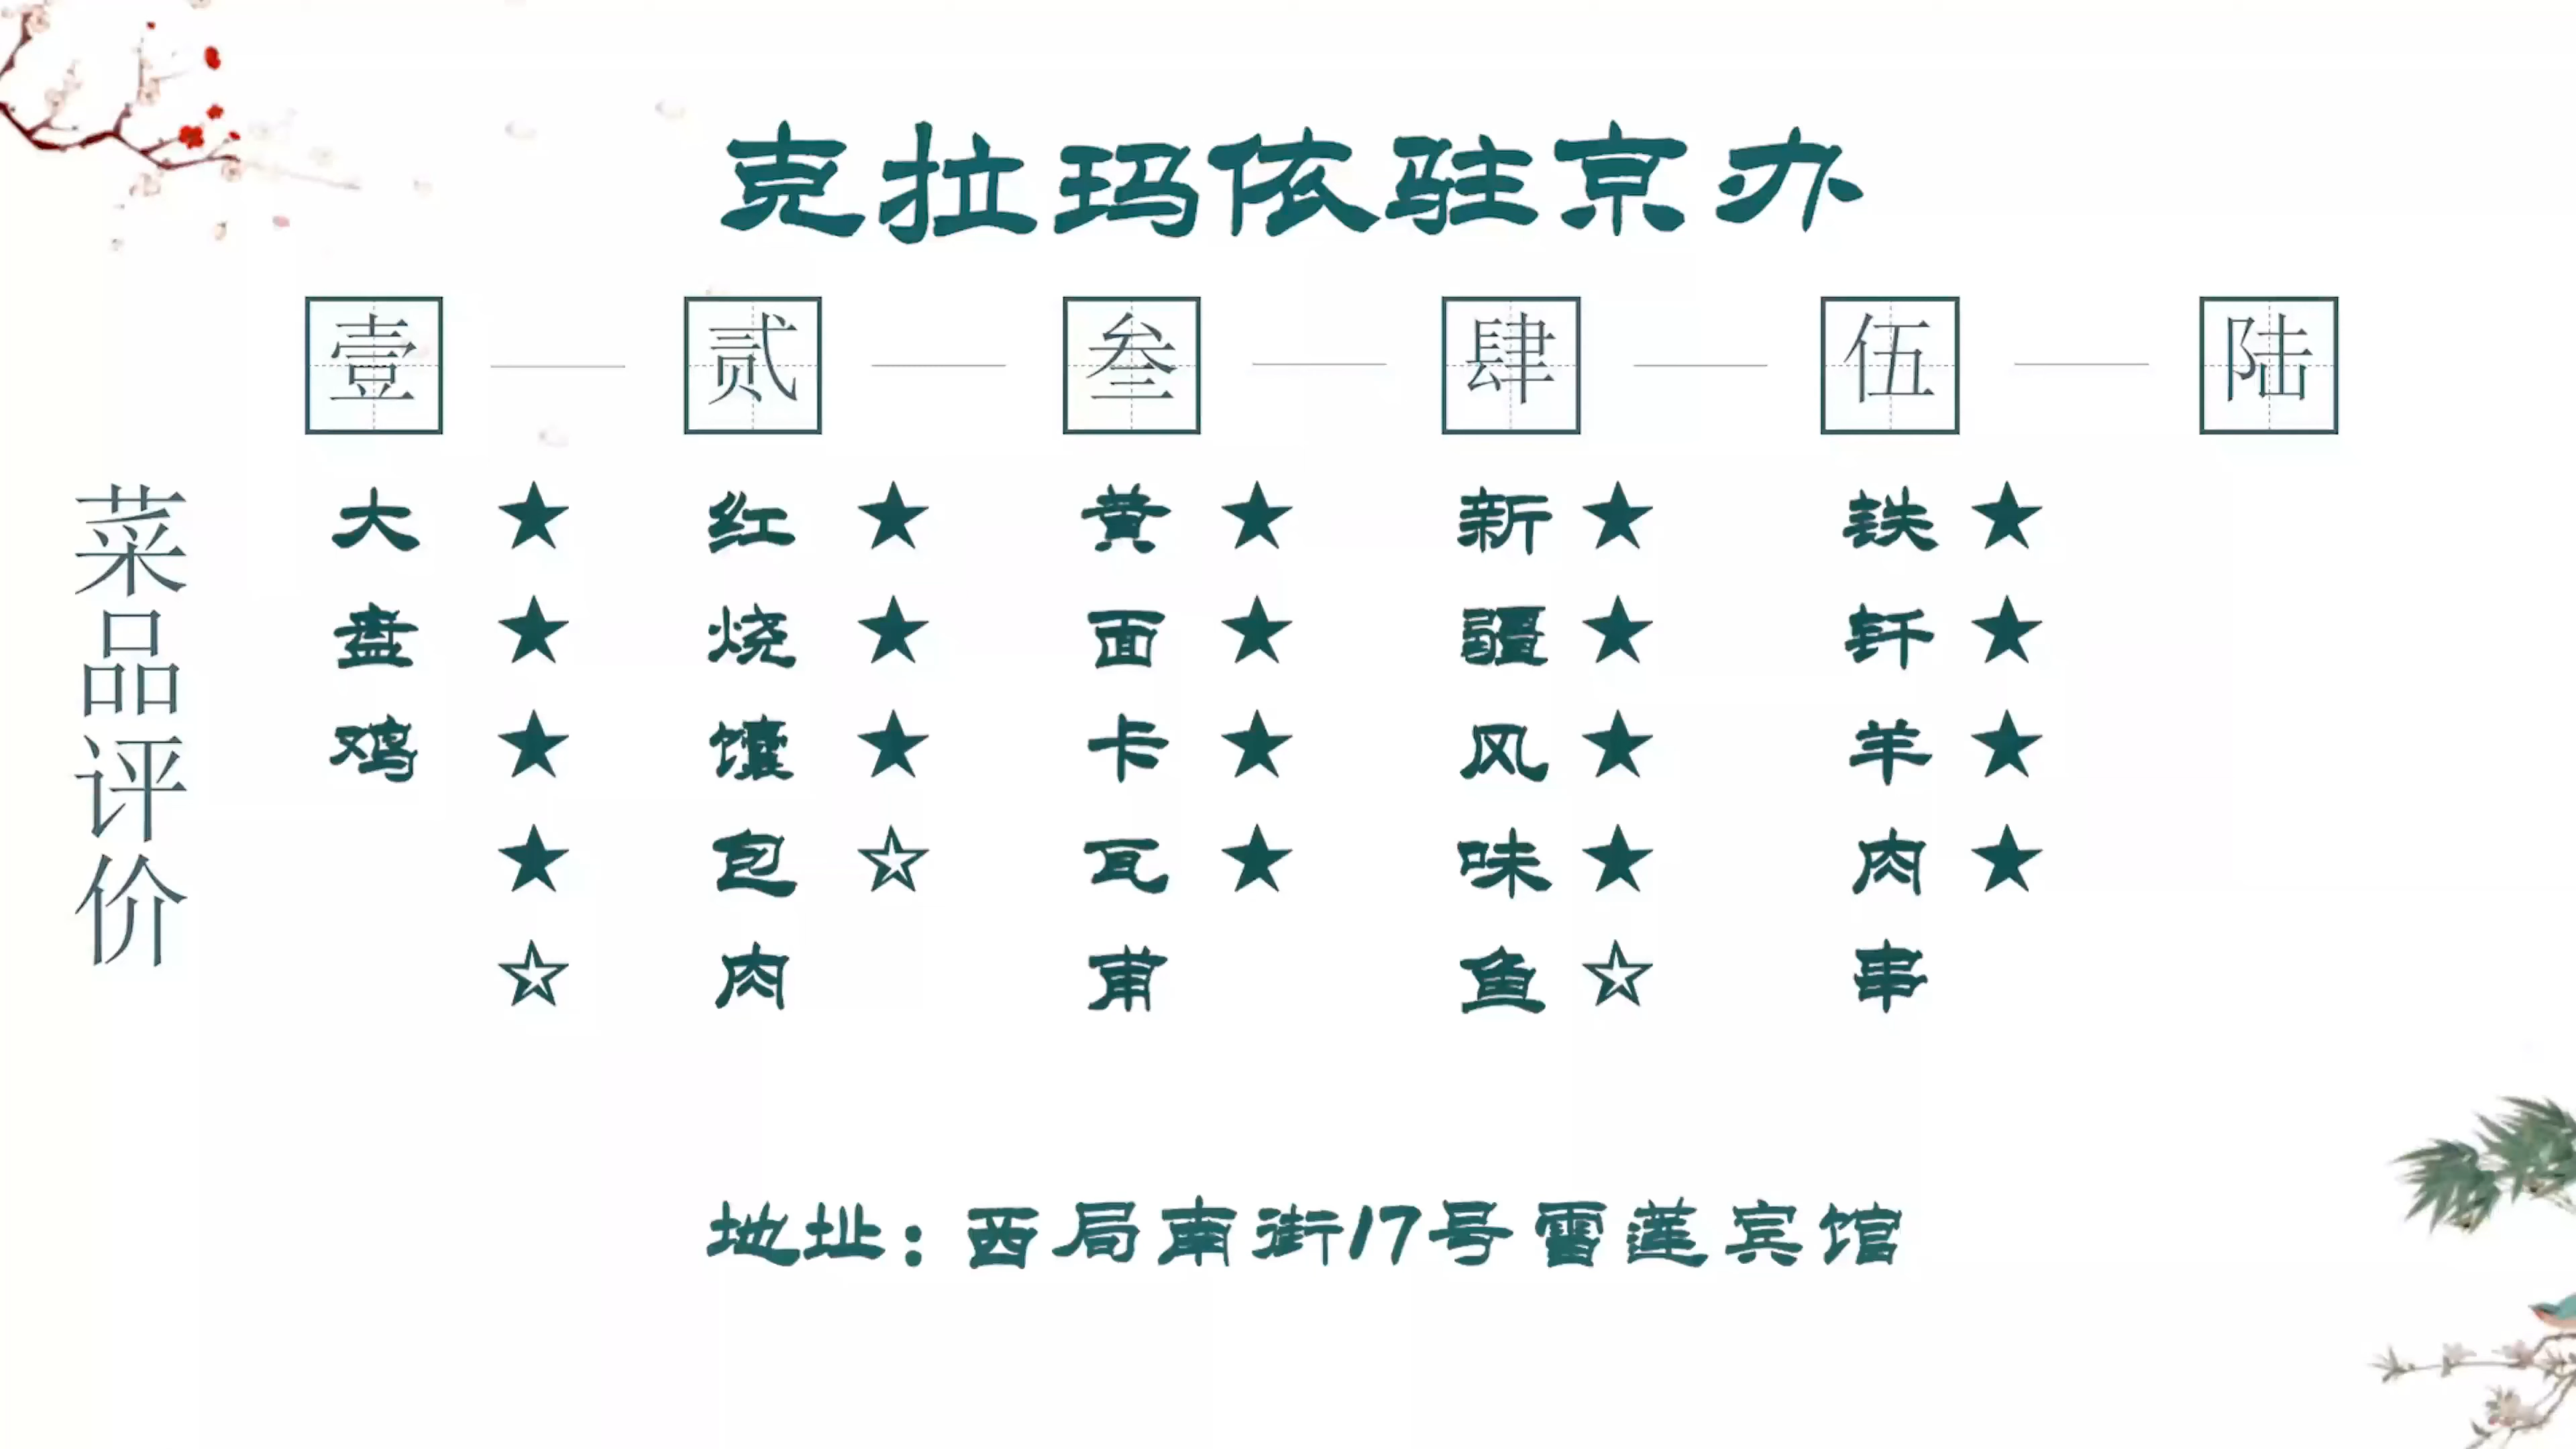 克拉玛依驻京办
壹 贰 叁 肆 伍 陆
菜品评价
大盘鸡 ★★★★☆
红烧馕包肉 ★★★☆
黄面卡瓦甫 ★★★★
新疆风味鱼 ★★★★☆
铁钎羊肉串 ★★★★
地址：西局南街17号雪莲宾馆